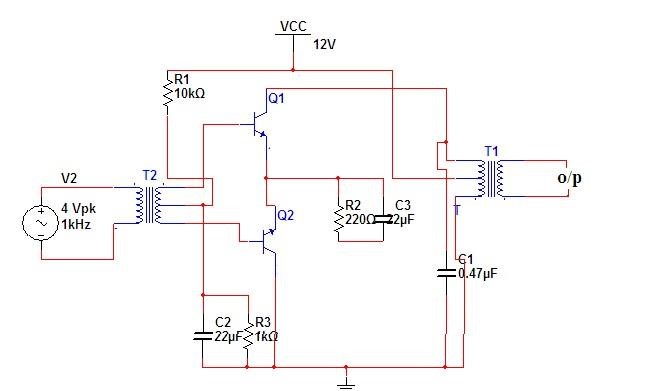 VCC
12V
R1
10kΩ
Q1
T1
V2
T2
o/p
4 Vpk
1kHz
Q2
R2
220Ω
C3
22µF
T
C1
0.47µF
C2
22µF
R3
1kΩ